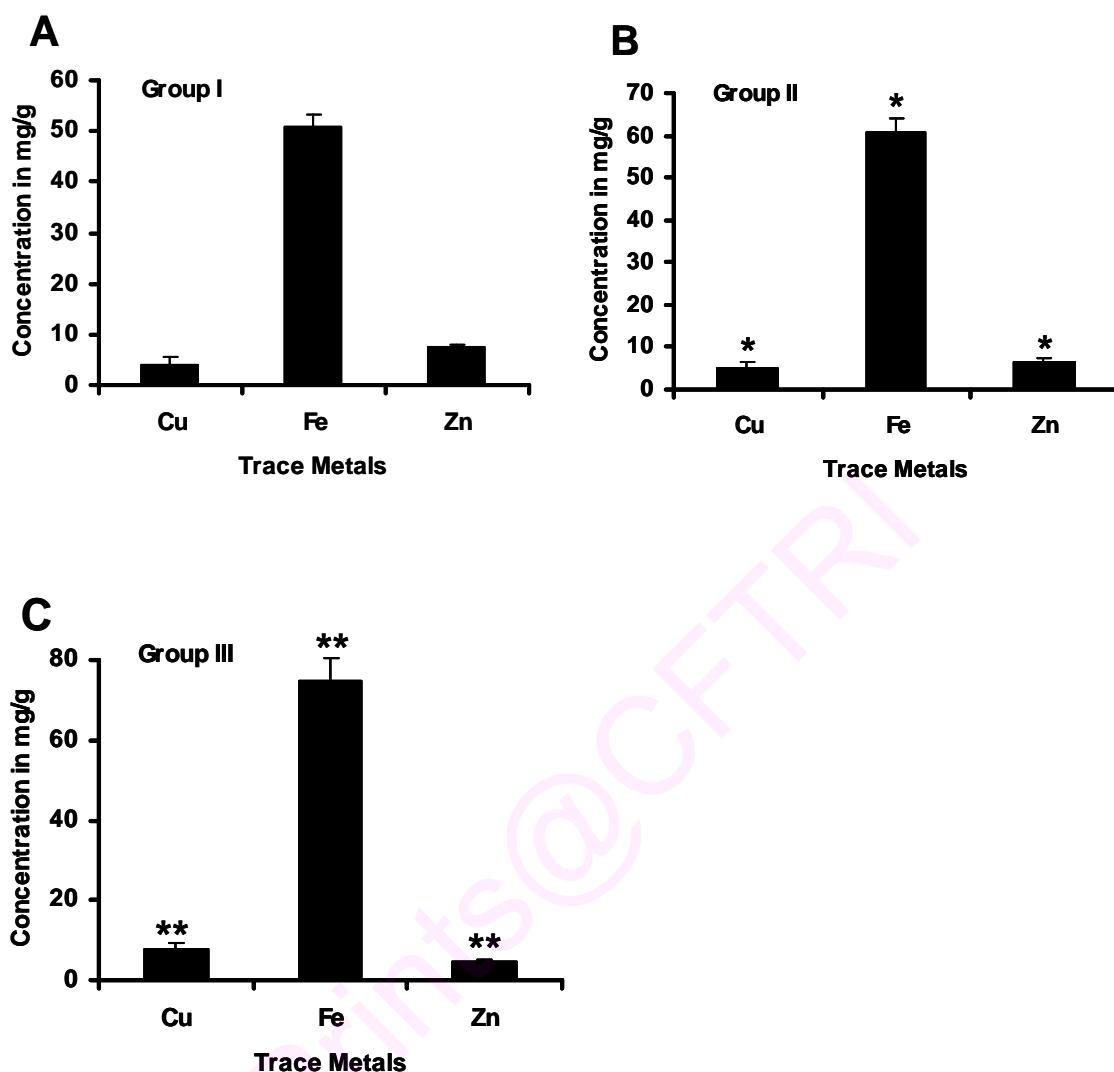 A
Group I
60
50
40
30
20
10
0
Concentration in mg/g
Cu Fe Zn
Trace Metals
B
Group II
70
60
50
40
30
20
10
0
Concentration in mg/g
* * *
Cu Fe Zn
Trace Metals
C
Group III
80
60
40
20
0
Concentration in mg/g
** ** **
Cu Fe Zn
Trace Metals
rints@CFTRI